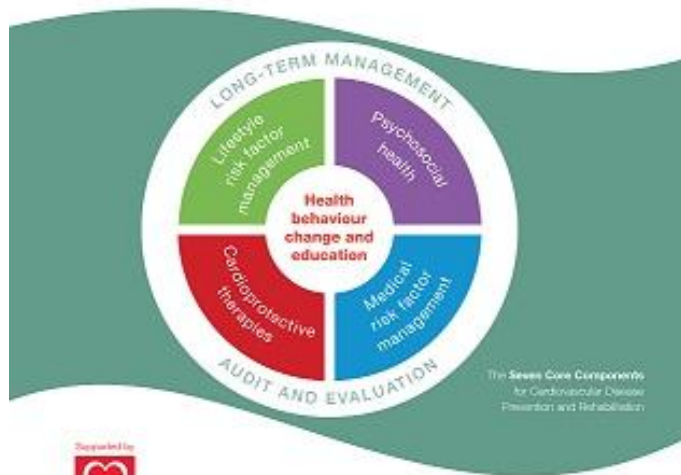 LONG-TERM MANAGEMENT
Lifestyle
risk factor
management
Psychosocial
health
Health
behaviour
change and
education
Cardioprotective
therapies
Medical
risk factor
management
AUDIT AND EVALUATION
The Seven Core Components
for Cardiovascular Disease
Prevention and Rehabilitation
Supported by